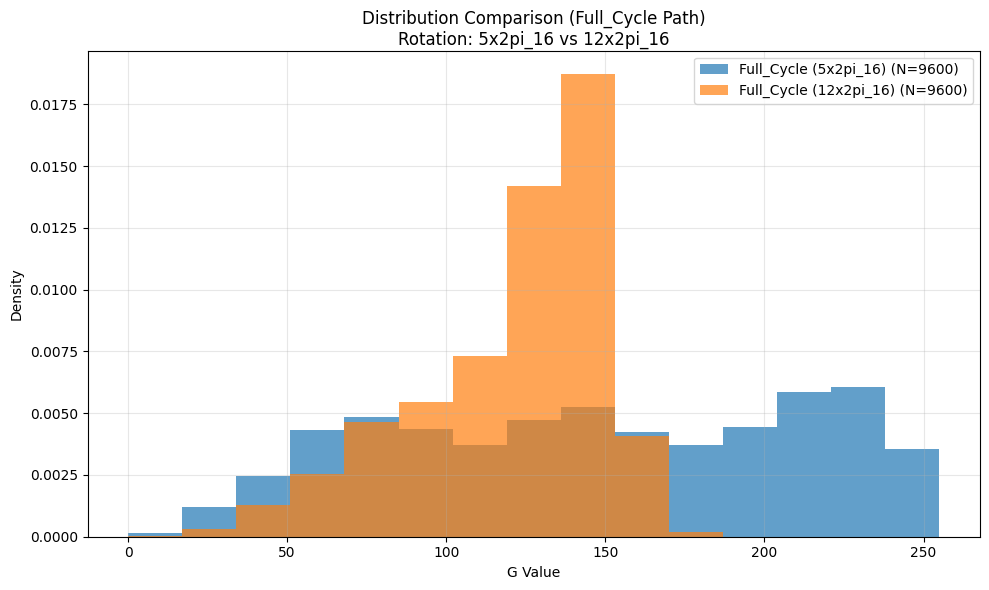 Distribution Comparison (Full_Cycle Path)
Rotation: 5x2pi_16 vs 12x2pi_16
Full_Cycle (5x2pi_16) (N=9600)
Full_Cycle (12x2pi_16) (N=9600)
Density
0.0175
0.0150
0.0125
0.0100
0.0075
0.0050
0.0025
0.0000
0 50 100 150 200 250
G Value